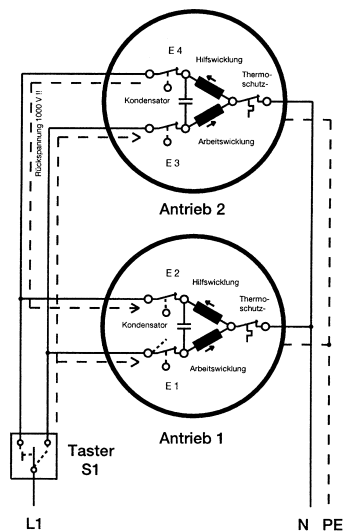 E 4
Hilfswicklung
Thermo-
schutz-
Kondensator
Rückspannung 1000 V !!
Arbeitswicklung
E 3
Antrieb 2
E 2
Hilfswicklung
Thermo-
schutz-
Kondensator
Arbeitswicklung
E 1
Antrieb 1
Taster
S1
L1
N PE